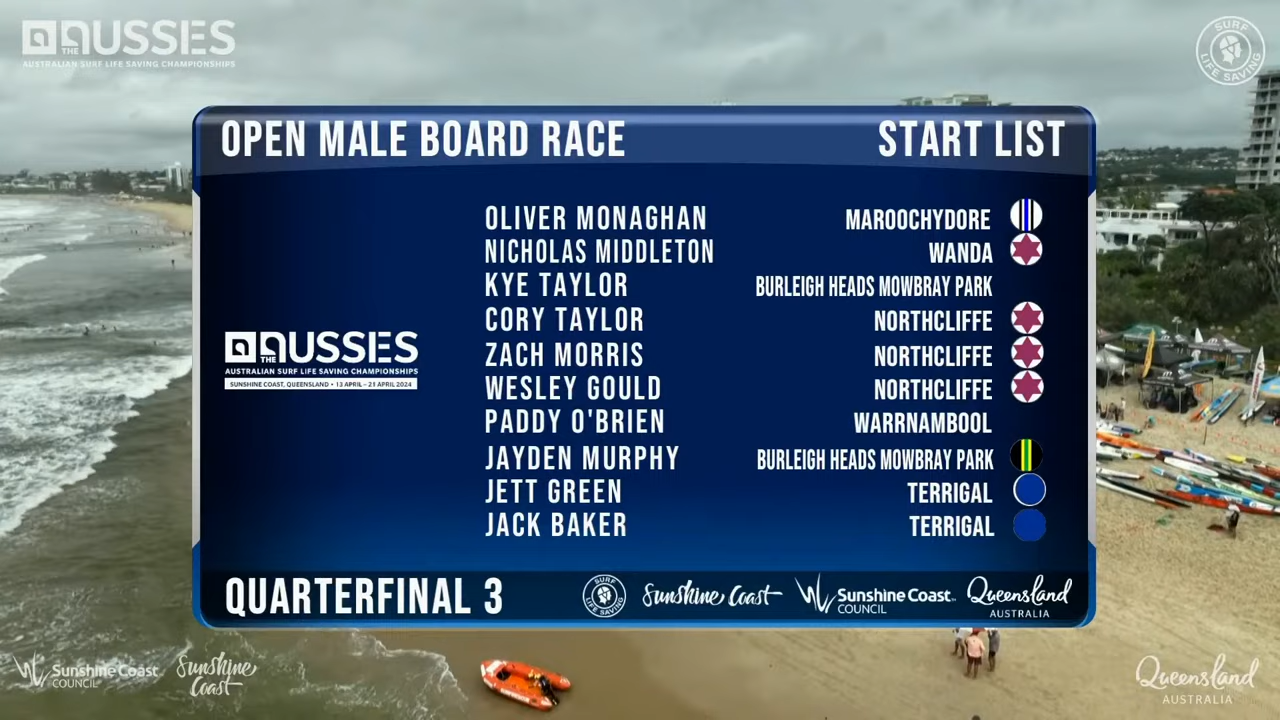 THE AUSSIES
AUSTRALIAN SURF LIFE SAVING CHAMPIONSHIPS
SURF LIFE SAVING
OPEN MALE BOARD RACE START LIST
OLIVER MONAGHAN MAROOCHYDORE
NICHOLAS MIDDLETON WANDA
KYE TAYLOR BURLEIGH HEADS MOWBRAY PARK
CORY TAYLOR NORTHCLIFFE
ZACH MORRIS NORTHCLIFFE
WESLEY GOULD NORTHCLIFFE
PADDY O'BRIEN WARRNAMBOOL
JAYDEN MURPHY BURLEIGH HEADS MOWBRAY PARK
JETT GREEN TERRIGAL
JACK BAKER TERRIGAL
THE AUSSIES
AUSTRALIAN SURF LIFE SAVING CHAMPIONSHIPS
SUNSHINE COAST, QUEENSLAND • 13 APRIL - 21 APRIL 2024
QUARTERFINAL 3
SURF LIFE SAVING
Sunshine Coast
Sunshine Coast™
COUNCIL
Queensland
AUSTRALIA
Sunshine Coast
COUNCIL
Sunshine
Coast
Queensland
AUSTRALIA